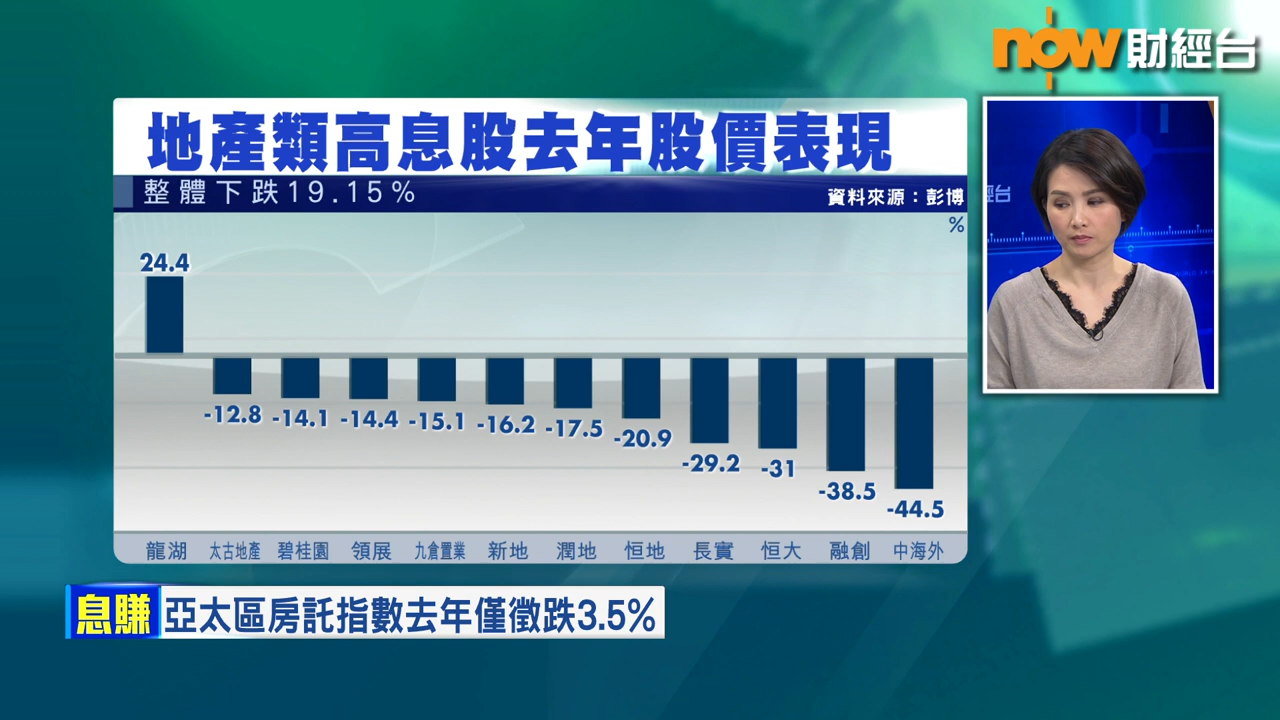 now財經台
地產類高息股去年股價表現
整體下跌19.15%
資料來源：彭博
%
24.4
-12.8 -14.1 -14.4 -15.1 -16.2 -17.5 -20.9 -29.2 -31 -38.5 -44.5
龍湖 太古地產 碧桂園 領展 九倉置業 新地 潤地 恒地 長實 恒大 融創 中海外
經台
息賺 亞太區房託指數去年僅徵跌3.5%